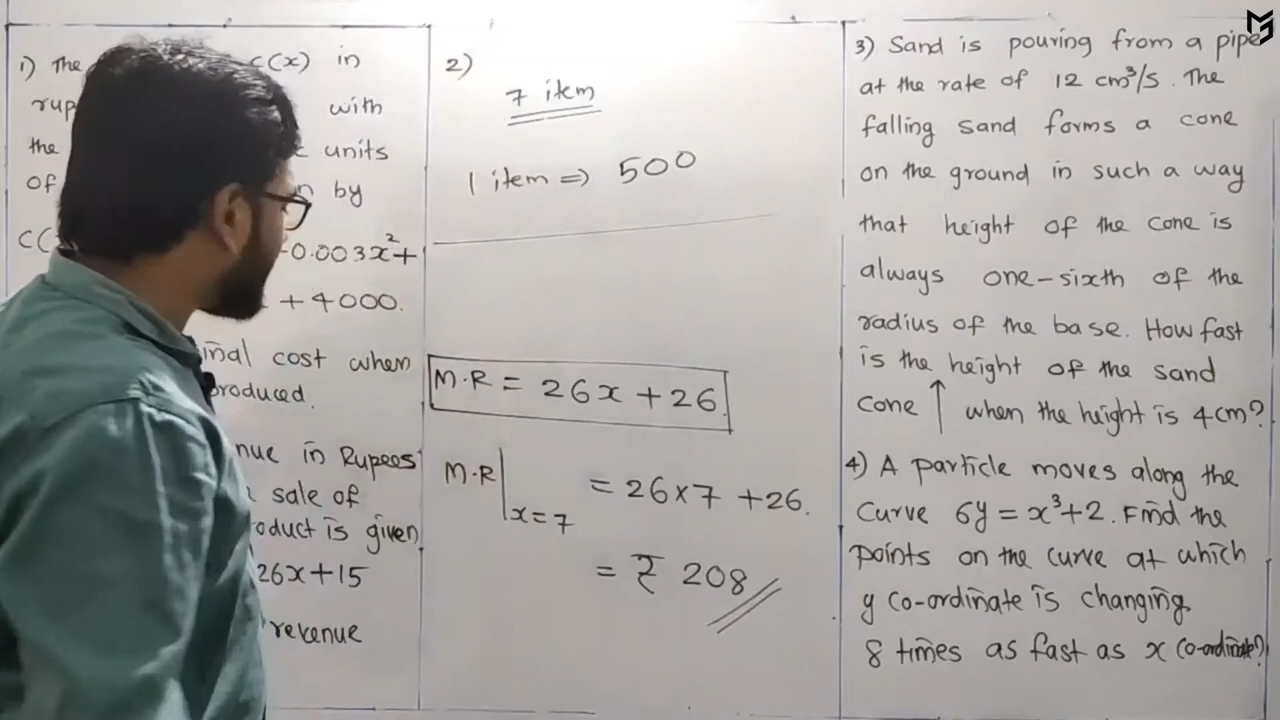 1) The C(x) in
with
the units
of by
-0.003x²+
+ 4000.
cost when
in Rupees
sale of
is given
26x+15
revenue
2)
7 item
1 item => 500
M.R = 26x + 26
M.R|x=7 = 26×7 + 26.
= ₹ 208
3) Sand is pouring from a pipe
at the rate of 12 cm³/s. The
falling sand forms a cone
on the ground in such a way
that height of the cone is
always one-sixth of the
radius of the base. How fast
is the height of the sand
cone ↑ when the height is 4cm?
4) A particle moves along the
curve 6y = x³+2. Find the
points on the curve at which
y co-ordinate is changing
8 times as fast as x co-ordinate?